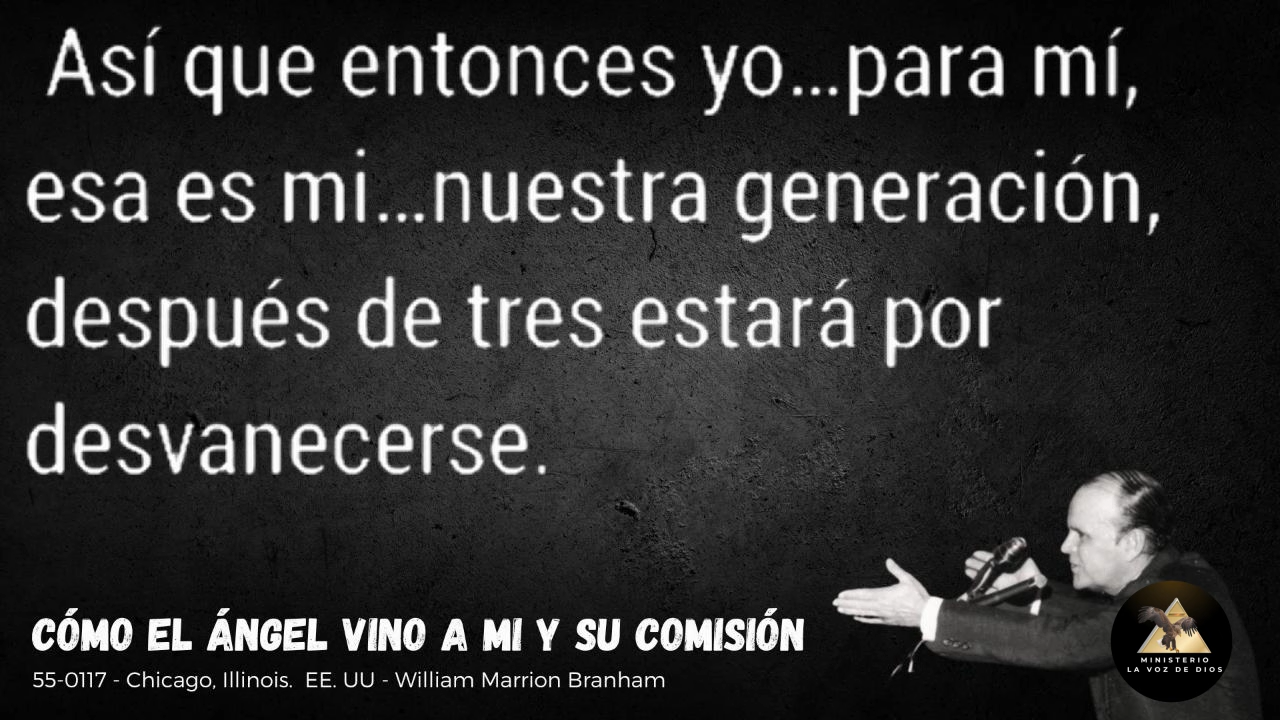 Así que entonces yo...para mí,
esa es mi...nuestra generación,
después de tres estará por
desvanecerse.
CÓMO EL ÁNGEL VINO A MI Y SU COMISIÓN
55-0117 - Chicago, Illinois. EE. UU - William Marrion Branham
MINISTERIO
LA VOZ DE DIOS